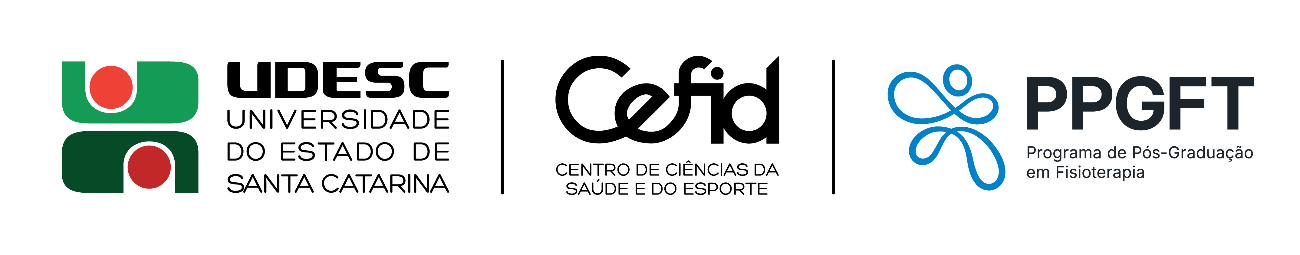 UDESC
UNIVERSIDADE
DO ESTADO DE
SANTA CATARINA
Cefid
CENTRO DE CIÊNCIAS DA
SAÚDE E DO ESPORTE
PPGFT
Programa de Pós-Graduação
em Fisioterapia